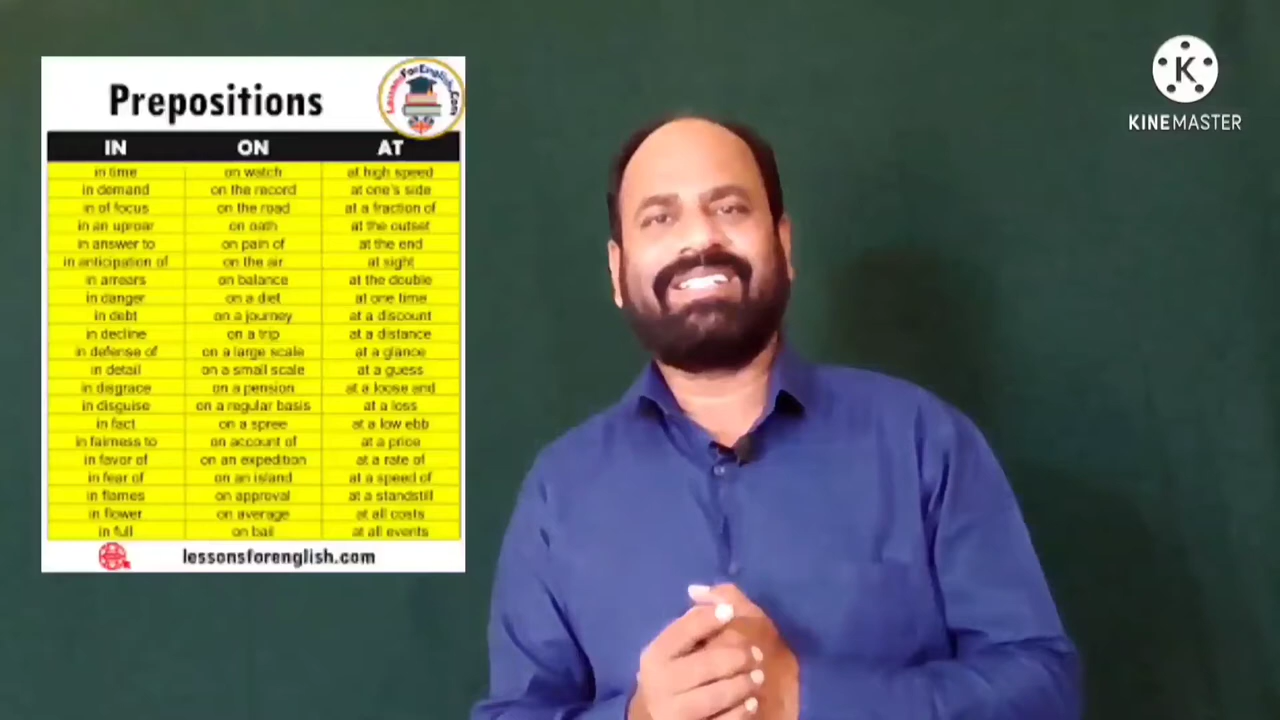 Prepositions
LessonsForEnglish.Com
IN ON AT
in time on watch at high speed
in demand on the record at one's side
in of focus on the road at a fraction of
in an uproar on oath at the outset
in answer to on pain of at the end
in anticipation of on the air at sight
in arrears on balance at the double
in danger on a diet at one time
in debt on a journey at a discount
in decline on a trip at a distance
in defense of on a large scale at a glance
in detail on a small scale at a guess
in disgrace on a pension at a loose end
in disguise on a regular basis at a loss
in fact on a spree at a low ebb
in fairness to on account of at a price
in favor of on an expedition at a rate of
in fear of on an island at a speed of
in flames on approval at a standstill
in flower on average at all costs
in full on bail at all events
lessonsforenglish.com
K
KINEMASTER